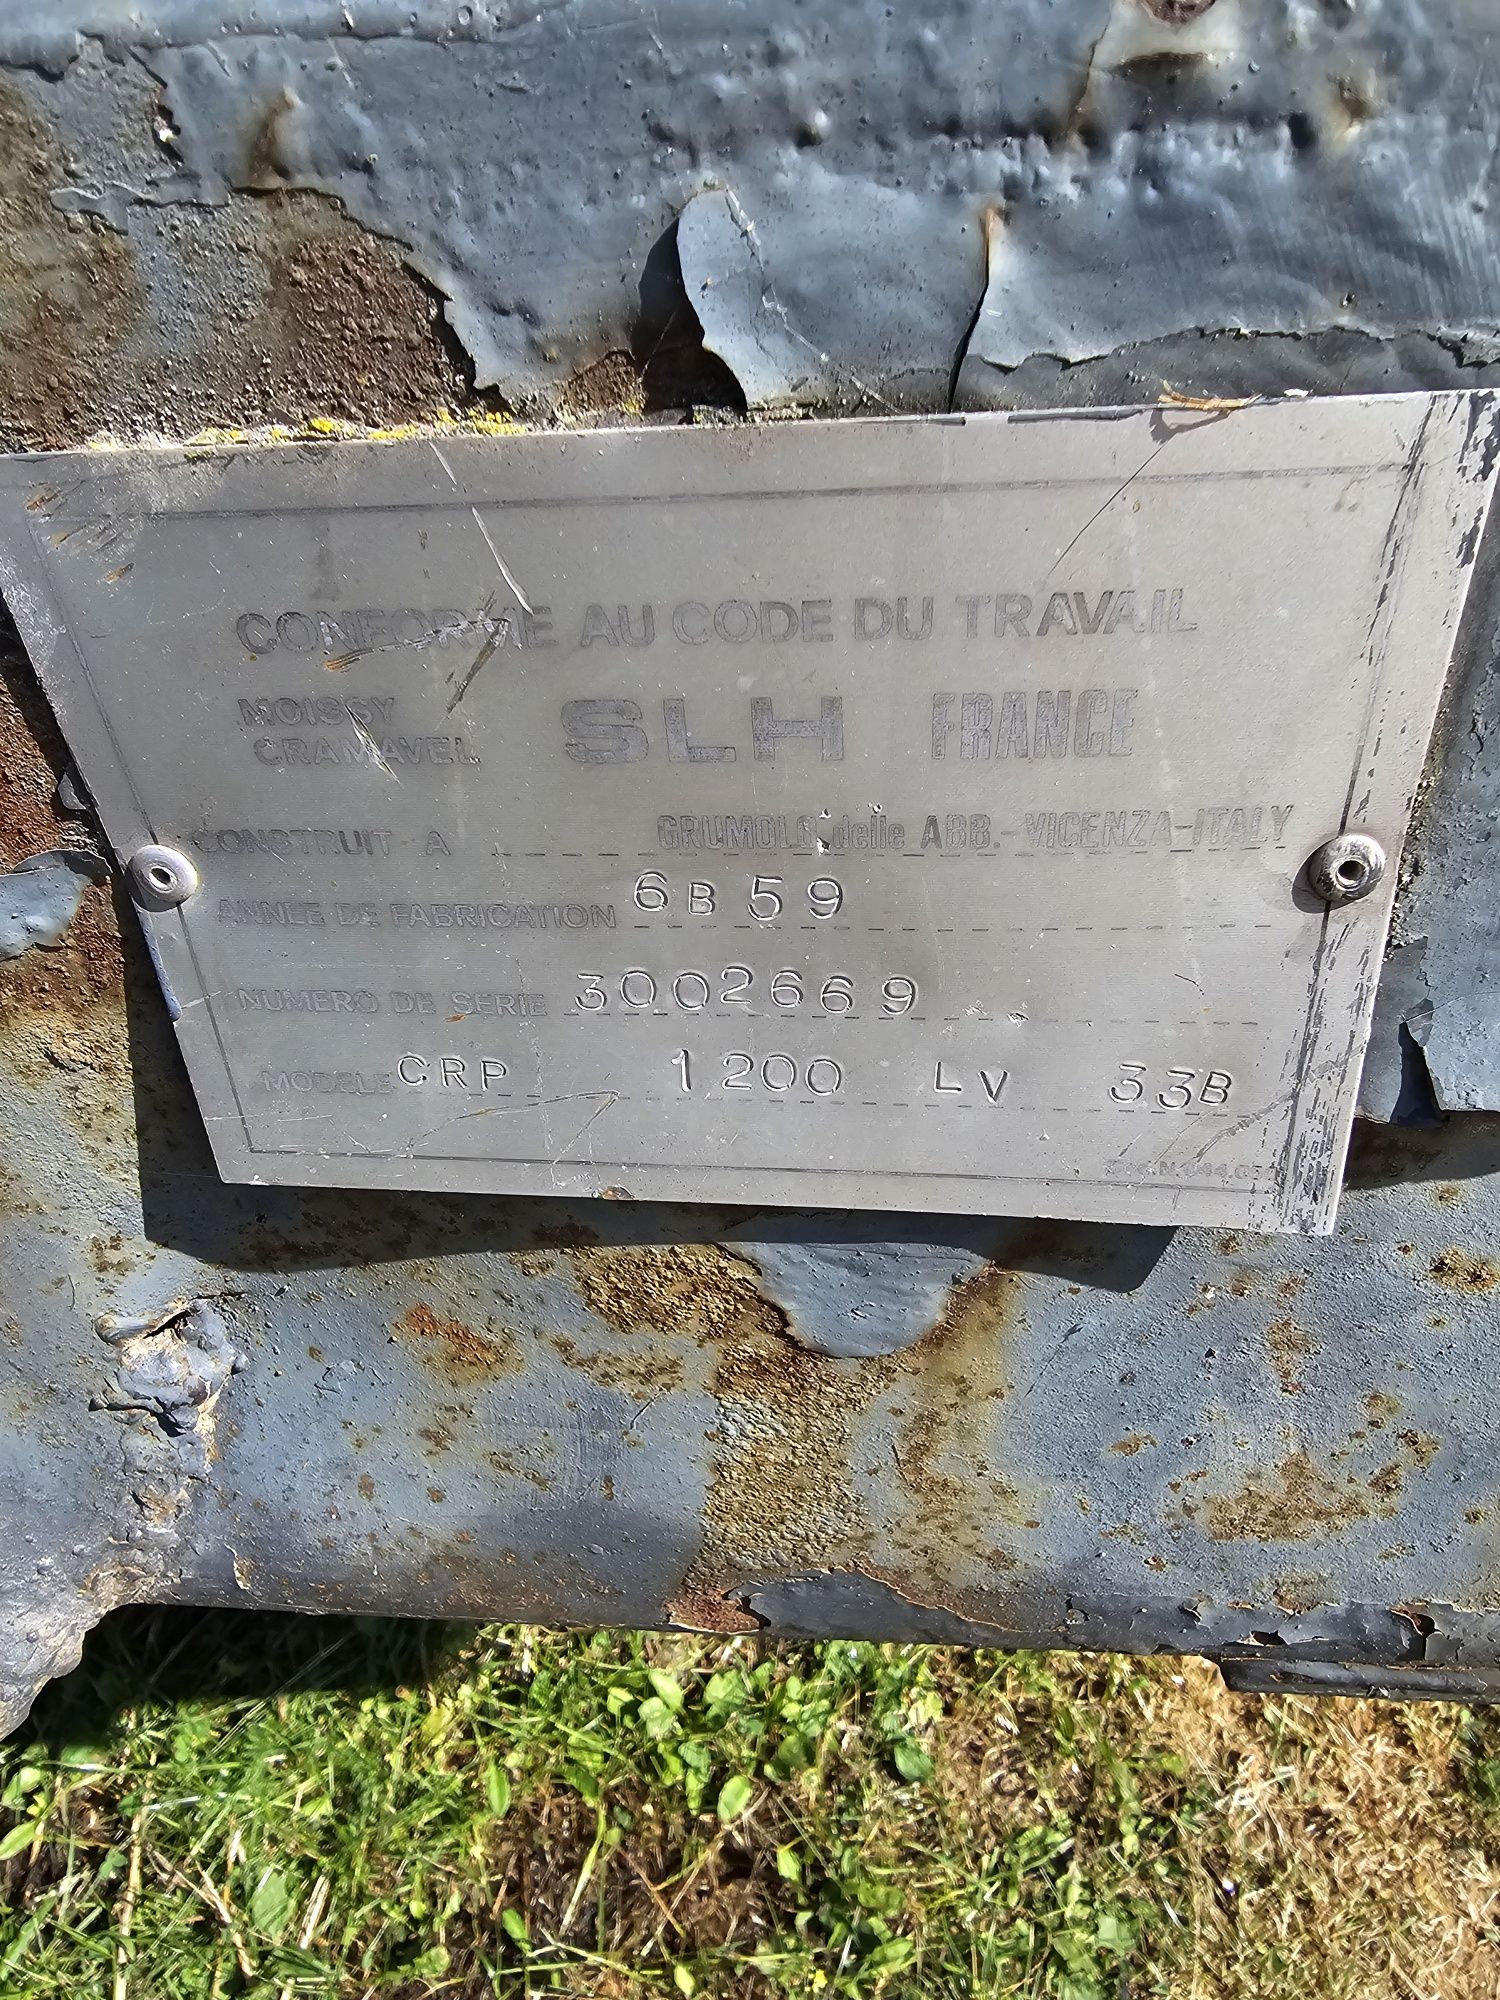 CONFORME AU CODE DU TRAVAIL
MOISSY CRAMAYEL SLH FRANCE
CONSTRUIT A GRUMOLO delle ABB.-VICENZA-ITALY
ANNEE DE FABRICATION 6B59
NUMERO DE SERIE 3002669
MODELE CRP 1200 LV 33B